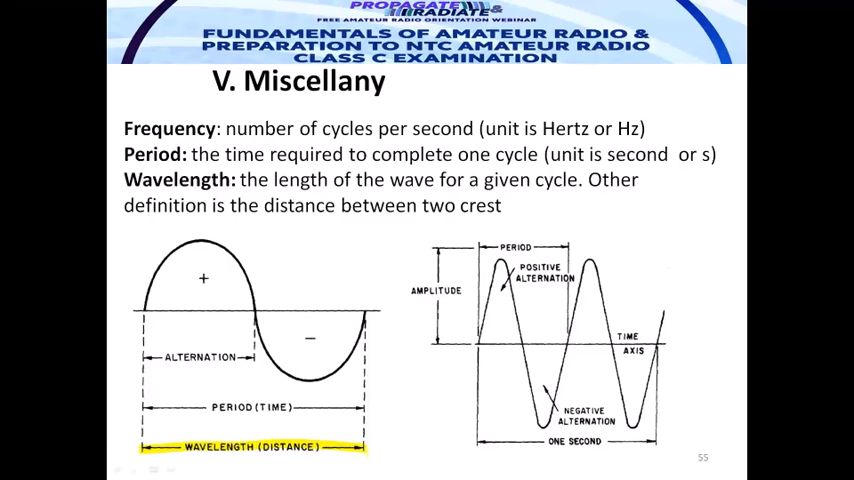 PROPAGATE &
RADIATE
FREE AMATEUR RADIO ORIENTATION WEBINAR
FUNDAMENTALS OF AMATEUR RADIO &
PREPARATION TO NTC AMATEUR RADIO
CLASS C EXAMINATION
V. Miscellany
Frequency: number of cycles per second (unit is Hertz or Hz)
Period: the time required to complete one cycle (unit is second or s)
Wavelength: the length of the wave for a given cycle. Other
definition is the distance between two crest
+
−
ALTERNATION
PERIOD (TIME)
WAVELENGTH (DISTANCE)
PERIOD
POSITIVE
ALTERNATION
AMPLITUDE
TIME
AXIS
NEGATIVE
ALTERNATION
ONE SECOND
55